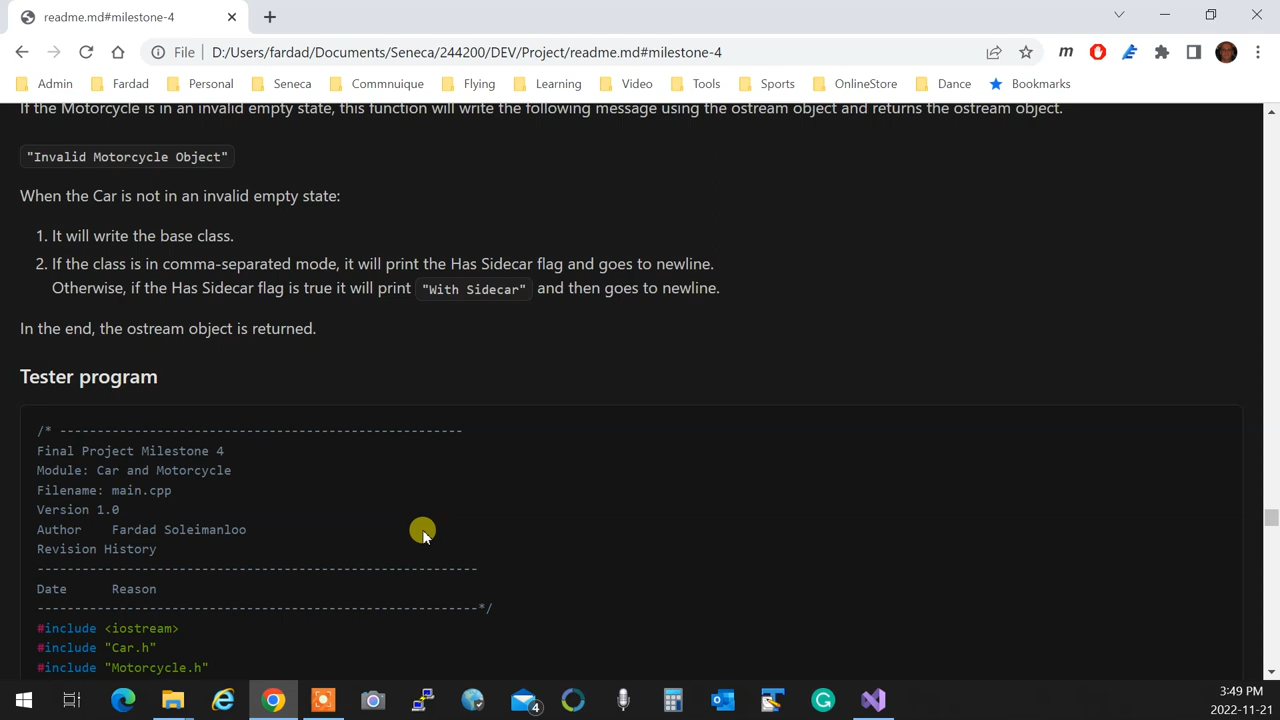 readme.md#milestone-4
File
D:/Users/fardad/Documents/Seneca/244200/DEV/Project/readme.md#milestone-4
m
Admin
Fardad
Personal
Seneca
Commnuique
Flying
Learning
Video
Tools
Sports
OnlineStore
Dance
Bookmarks
If the Motorcycle is in an invalid empty state, this function will write the following message using the ostream object and returns the ostream object.
"Invalid Motorcycle Object"
When the Car is not in an invalid empty state:
1. It will write the base class.
2. If the class is in comma-separated mode, it will print the Has Sidecar flag and goes to newline.
Otherwise, if the Has Sidecar flag is true it will print "With Sidecar" and then goes to newline.
In the end, the ostream object is returned.
Tester program
/* ------------------------------------------------------
Final Project Milestone 4
Module: Car and Motorcycle
Filename: main.cpp
Version 1.0
Author    Fardad Soleimanloo
Revision History
-----------------------------------------------------------
Date      Reason
-----------------------------------------------------------*/
#include <iostream>
#include "Car.h"
#include "Motorcycle.h"
4
3:49 PM
2022-11-21